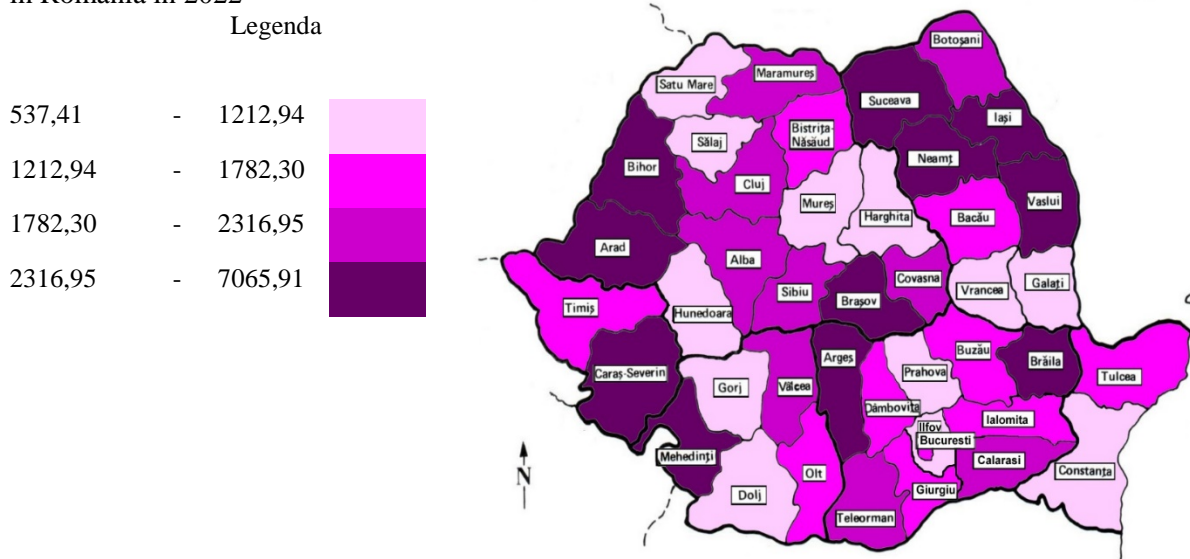 în România în 2022
Legenda
537,41 - 1212,94
1212,94 - 1782,30
1782,30 - 2316,95
2316,95 - 7065,91
Botoșani
Satu Mare
Maramureș
Suceava
Iași
Sălaj
Bistrița-
Năsăud
Neamț
Bihor
Cluj
Mureș
Harghita
Bacău
Vaslui
Arad
Alba
Sibiu
Brașov
Covasna
Vrancea
Galați
Timiș
Hunedoara
Caraș-Severin
Gorj
Vâlcea
Argeș
Prahova
Buzău
Brăila
Tulcea
Dâmbovița
Ilfov
Bucuresti
Ialomita
Calarasi
Constanța
Mehedinți
Dolj
Olt
Teleorman
Giurgiu
N